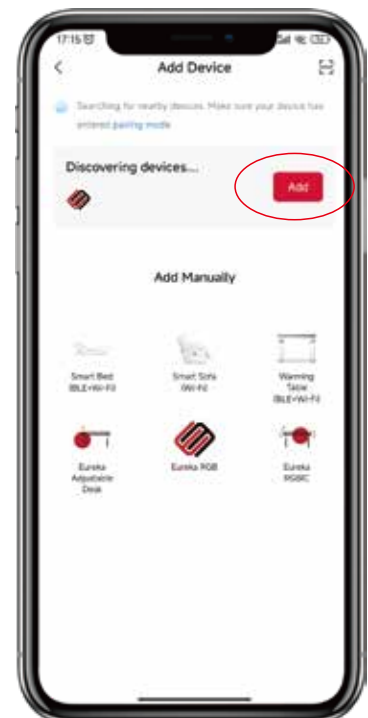 17:15
Add Device
Searching for nearby devices. Make sure your device has
entered pairing mode
Discovering devices...
Add
Add Manually
Smart Bed
(BLE+Wi-Fi)
Smart Sofa
(Wi-Fi)
Warming
Table
(BLE+Wi-Fi)
Eureka
Adjustable
Desk
Eureka RGB
Eureka
RGBIC